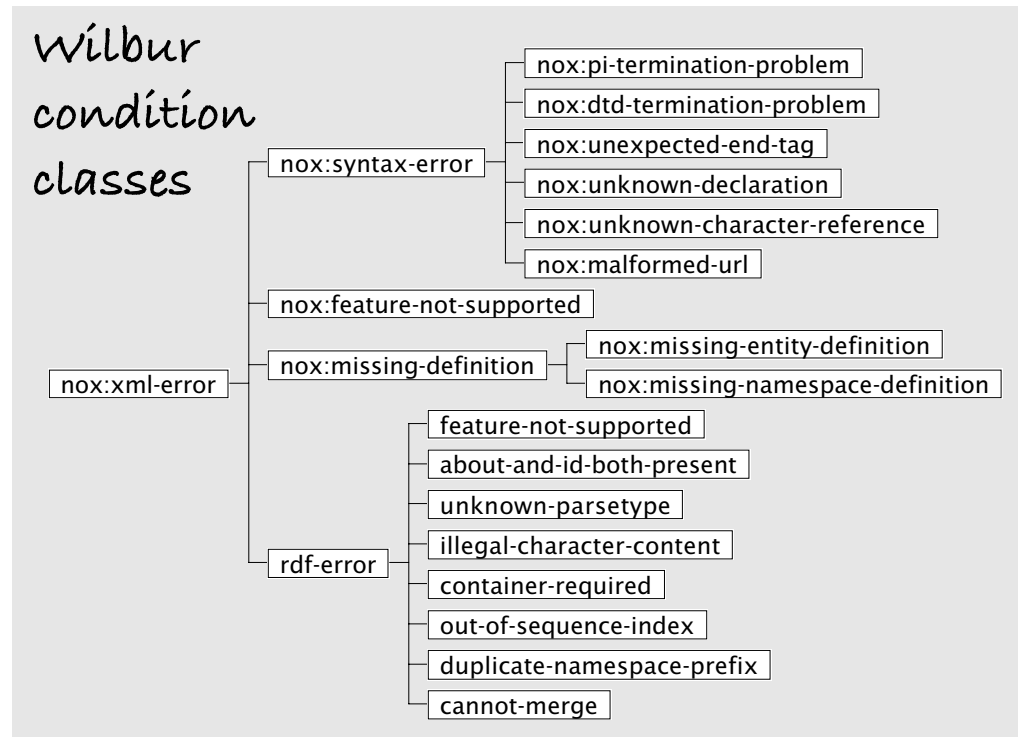 Wilbur
condition
classes
nox:xml-error
nox:syntax-error
nox:pi-termination-problem
nox:dtd-termination-problem
nox:unexpected-end-tag
nox:unknown-declaration
nox:unknown-character-reference
nox:malformed-url
nox:feature-not-supported
nox:missing-definition
nox:missing-entity-definition
nox:missing-namespace-definition
rdf-error
feature-not-supported
about-and-id-both-present
unknown-parsetype
illegal-character-content
container-required
out-of-sequence-index
duplicate-namespace-prefix
cannot-merge